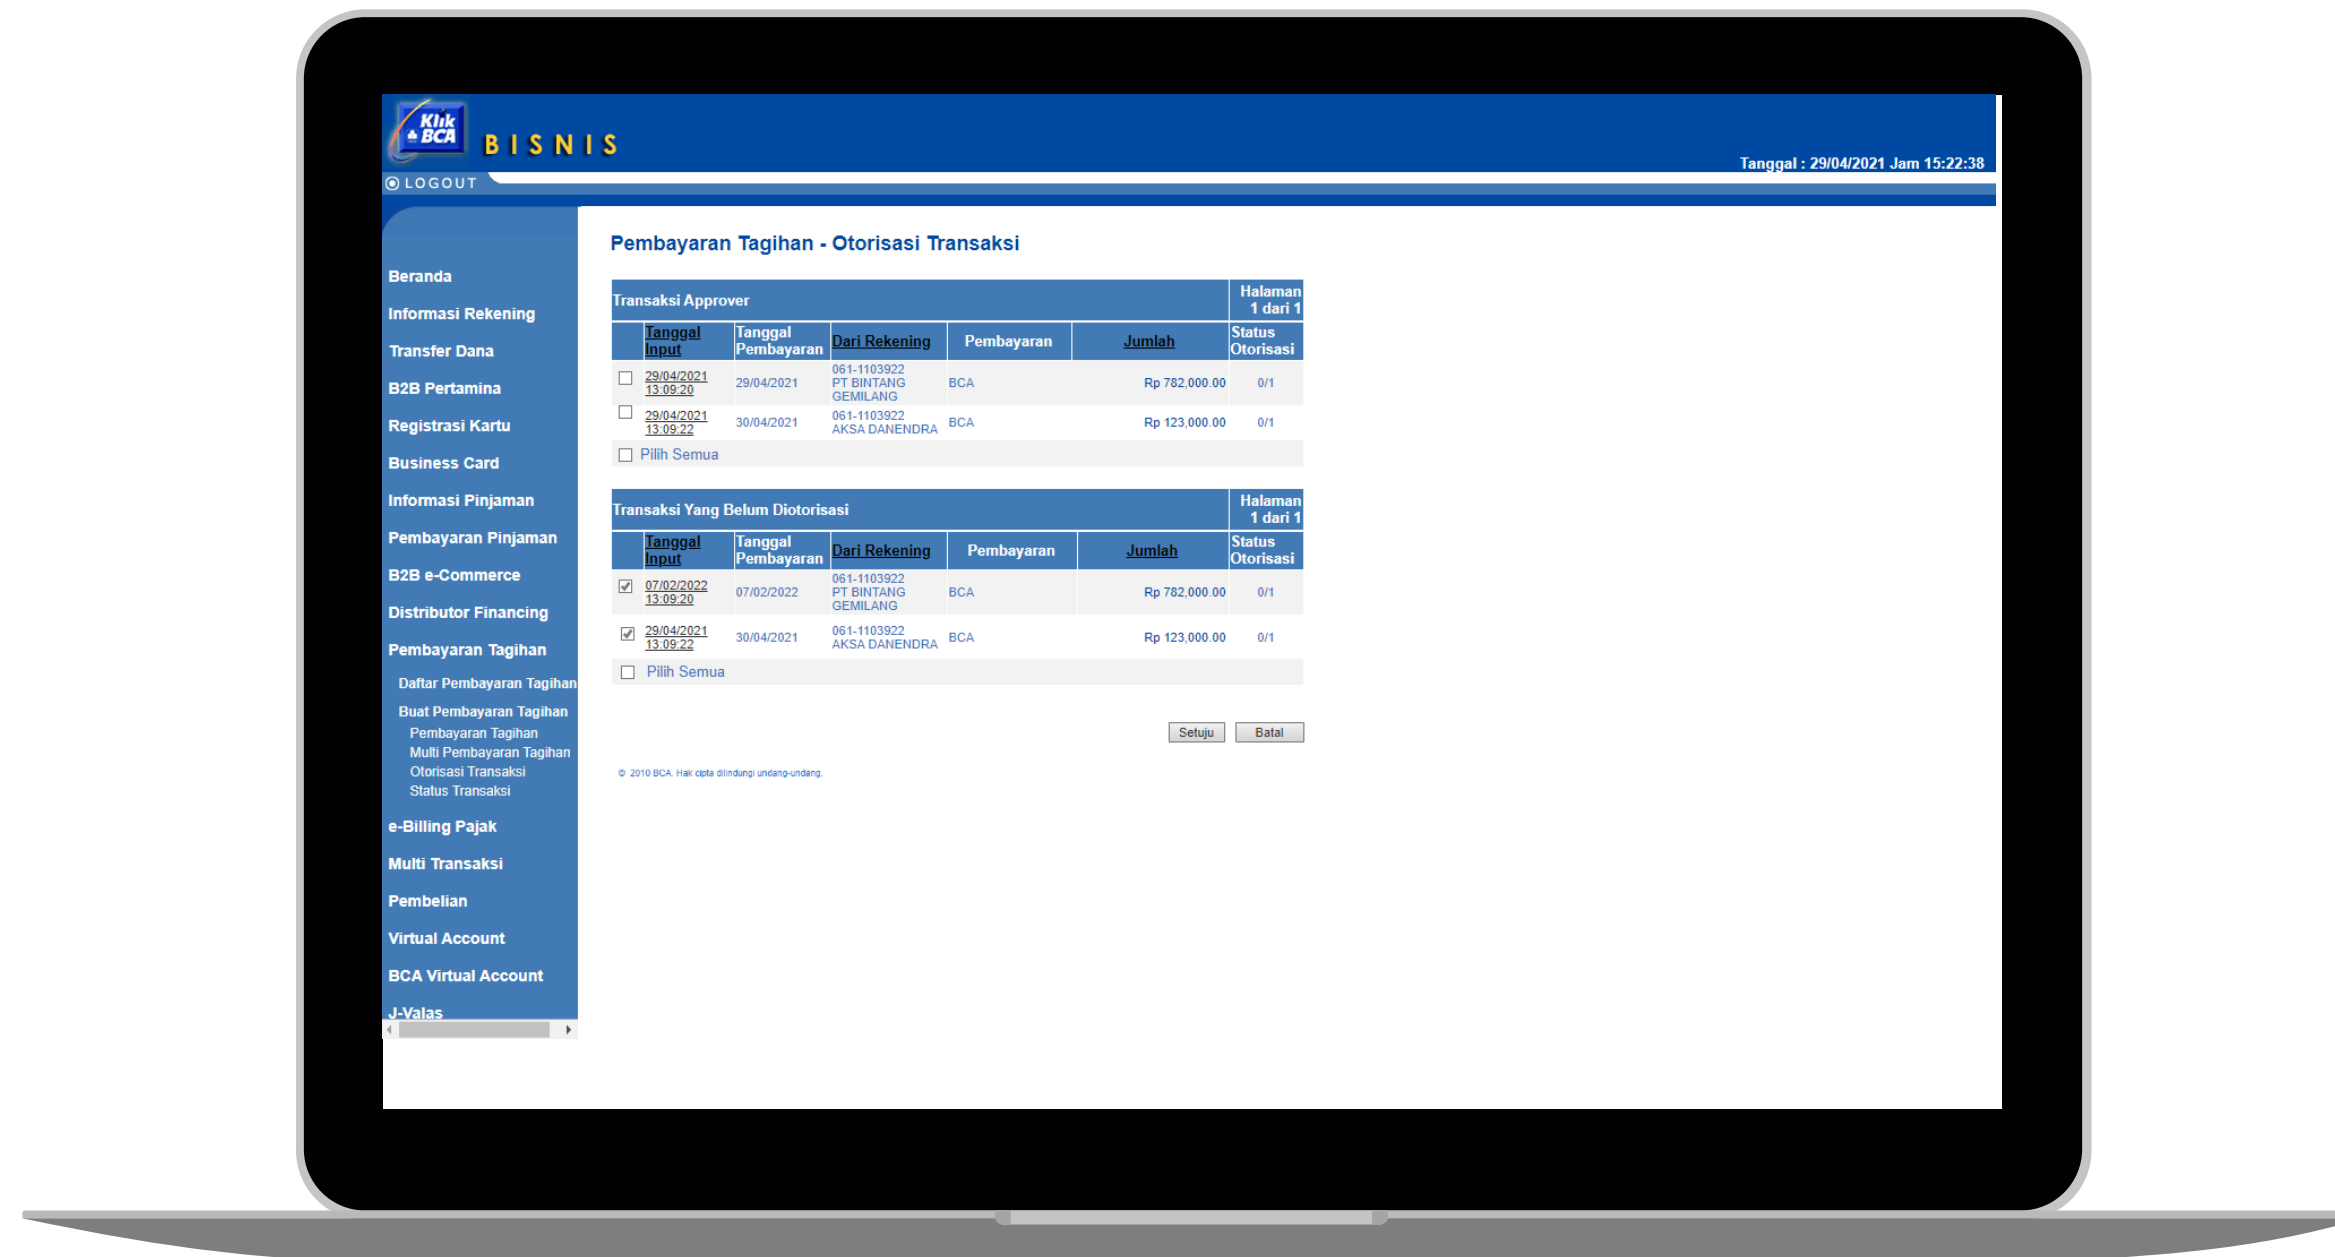 Klik
BCA
BISNIS
Tanggal : 29/04/2021 Jam 15:22:38
LOGOUT
Beranda
Informasi Rekening
Transfer Dana
B2B Pertamina
Registrasi Kartu
Business Card
Informasi Pinjaman
Pembayaran Pinjaman
B2B e-Commerce
Distributor Financing
Pembayaran Tagihan
Daftar Pembayaran Tagihan
Buat Pembayaran Tagihan
Pembayaran Tagihan
Multi Pembayaran Tagihan
Otorisasi Transaksi
Status Transaksi
e-Billing Pajak
Multi Transaksi
Pembelian
Virtual Account
BCA Virtual Account
J-Valas
Pembayaran Tagihan - Otorisasi Transaksi
Transaksi Approver
Halaman
1 dari 1
Tanggal
Input
Tanggal
Pembayaran
Dari Rekening
Pembayaran
Jumlah
Status
Otorisasi
29/04/2021
13:09:20
29/04/2021
061-1103922
PT BINTANG
GEMILANG
BCA
Rp 782,000.00
0/1
29/04/2021
13:09:22
30/04/2021
061-1103922
AKSA DANENDRA
BCA
Rp 123,000.00
0/1
Pilih Semua
Transaksi Yang Belum Diotorisasi
Halaman
1 dari 1
Tanggal
Input
Tanggal
Pembayaran
Dari Rekening
Pembayaran
Jumlah
Status
Otorisasi
07/02/2022
13:09:20
07/02/2022
061-1103922
PT BINTANG
GEMILANG
BCA
Rp 782,000.00
0/1
29/04/2021
13:09:22
30/04/2021
061-1103922
AKSA DANENDRA
BCA
Rp 123,000.00
0/1
Pilih Semua
Setuju
Batal
© 2010 BCA. Hak cipta dilindungi undang-undang.